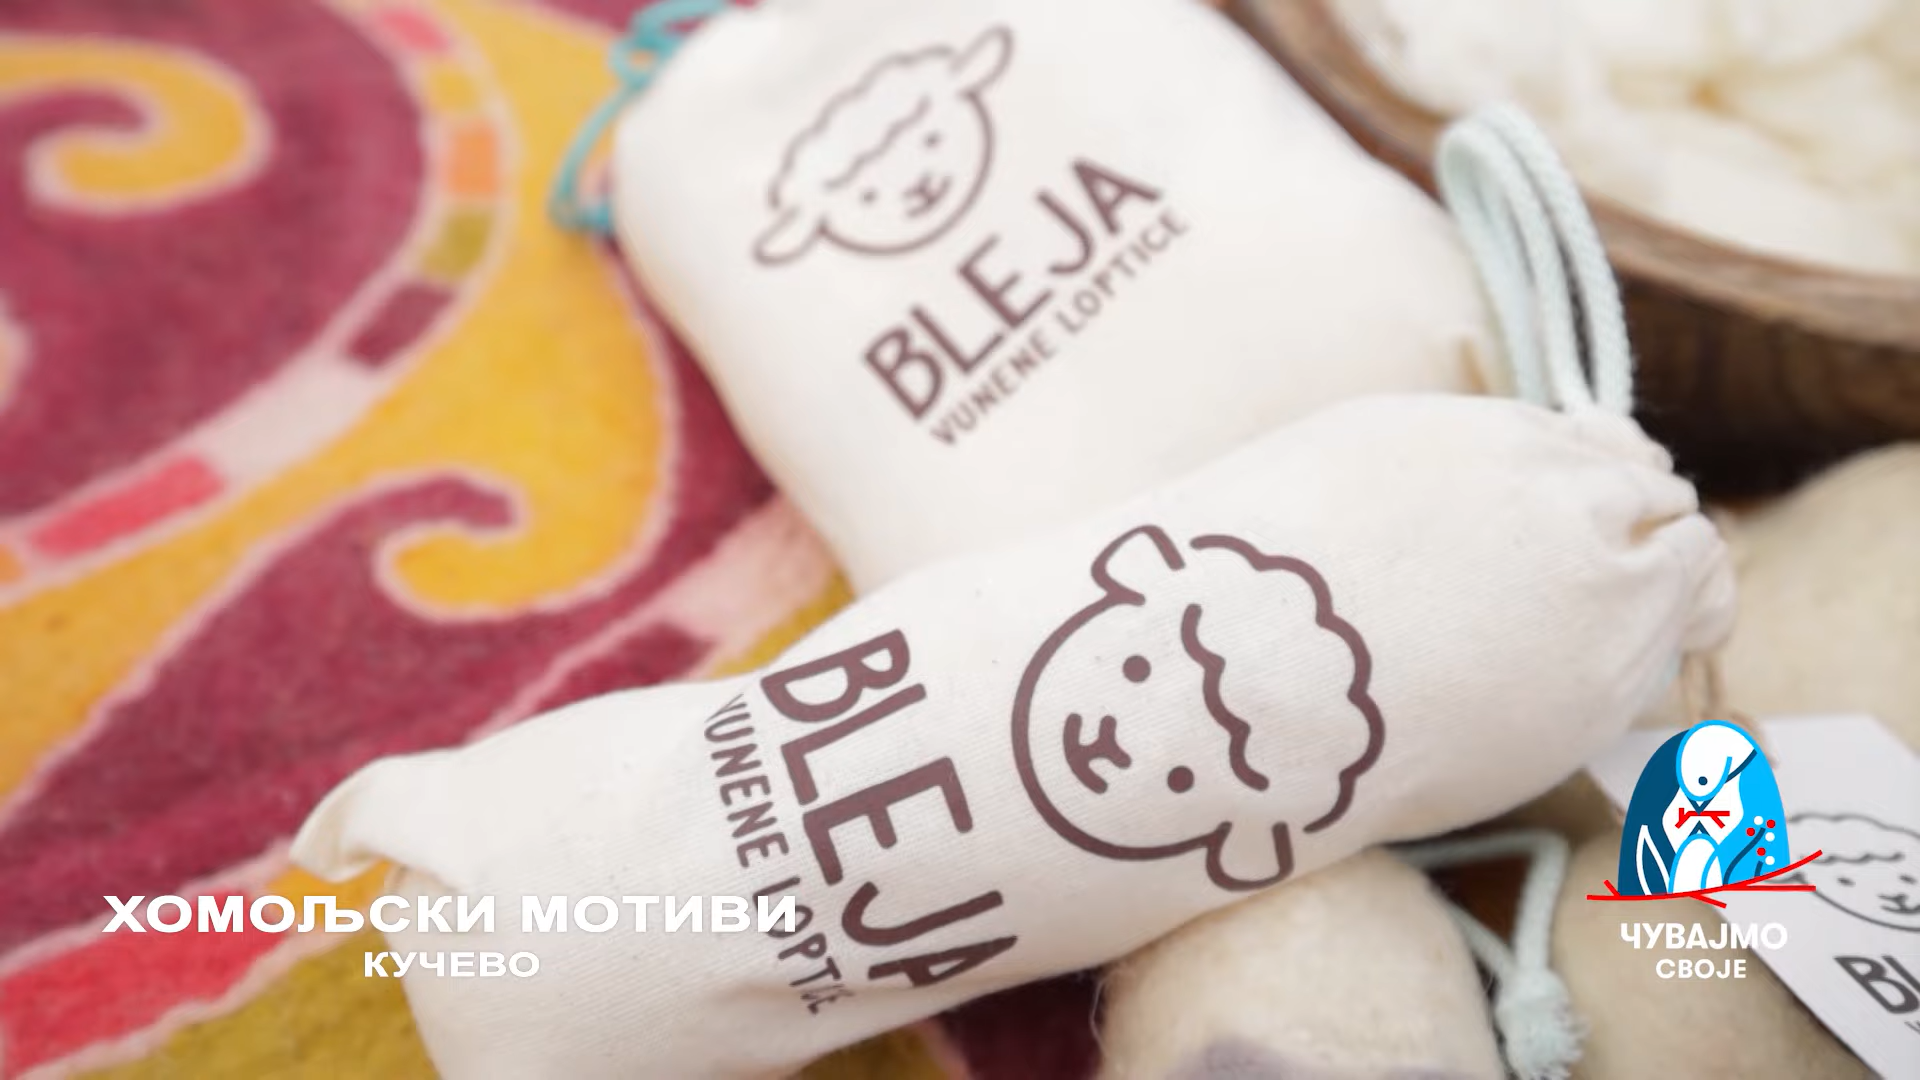 BLEJA
VUNENE LOPTICE
BLEJA
VUNENE LOPTICE
ХОМОЉСКИ МОТИВИ
КУЧЕВО
ЧУВАЈМО
СВОЈЕ